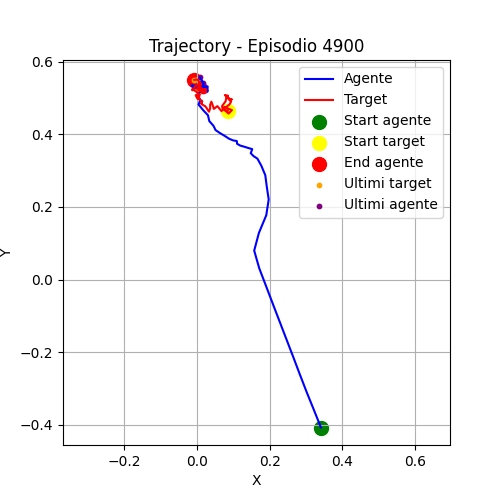 Trajectory - Episodio 4900
Agente
Target
Start agente
Start target
End agente
Ultimi target
Ultimi agente
0.6
0.4
0.2
0.0
−0.2
−0.4
Y
−0.2
0.0
0.2
0.4
0.6
X